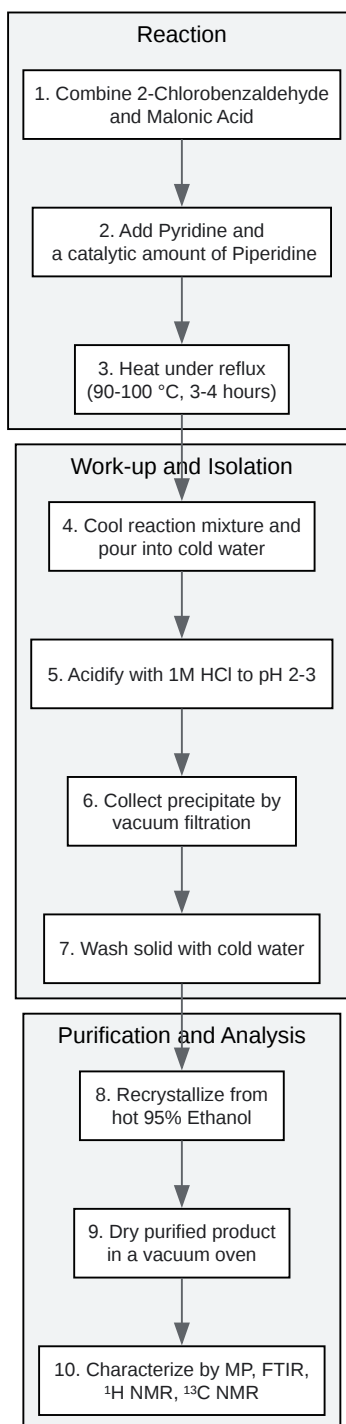 Reaction
1. Combine 2-Chlorobenzaldehyde
and Malonic Acid
2. Add Pyridine and
a catalytic amount of Piperidine
3. Heat under reflux
(90-100 °C, 3-4 hours)
Work-up and Isolation
4. Cool reaction mixture and
pour into cold water
5. Acidify with 1M HCl to pH 2-3
6. Collect precipitate by
vacuum filtration
7. Wash solid with cold water
Purification and Analysis
8. Recrystallize from
hot 95% Ethanol
9. Dry purified product
in a vacuum oven
10. Characterize by MP, FTIR,
¹H NMR, ¹³C NMR